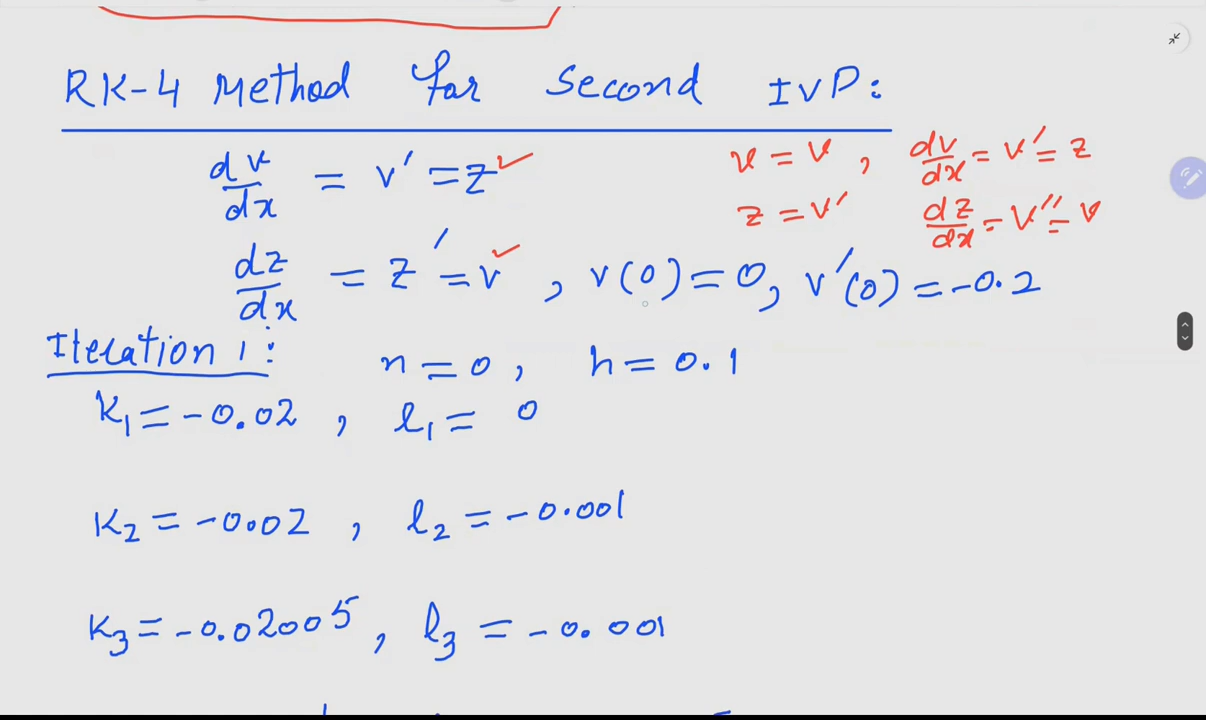 RK-4 Method for Second IVP:
dv/dx = v' = z ✓
v = v , dv/dx = v' = z
z = v' , dz/dx = v'' = v
dz/dx = z' = v ✓ , v(0) = 0, v'(0) = -0.2
Iteration 1: n = 0 , h = 0.1
K₁ = -0.02 , l₁ = 0
K₂ = -0.02 , l₂ = -0.001
K₃ = -0.02005 , l₃ = -0.001